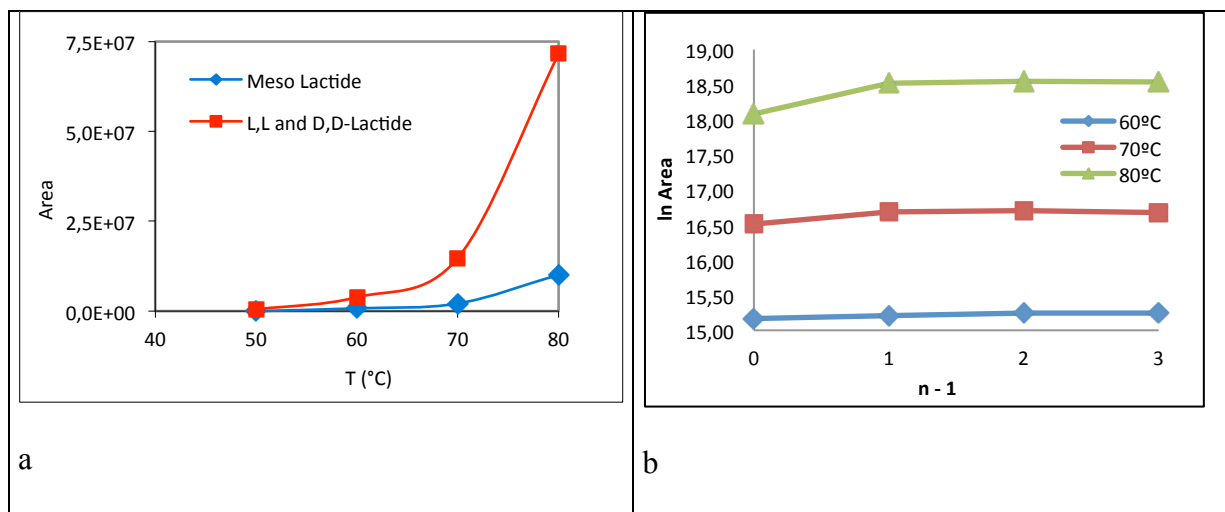 7,5E+07
5,0E+07
2,5E+07
0,0E+00
Area
Meso Lactide
L,L and D,D-Lactide
40 50 60 70 80
T (°C)
a
19,00
18,50
18,00
17,50
17,00
16,50
16,00
15,50
15,00
ln Area
60ºC
70ºC
80ºC
0 1 2 3
n - 1
b